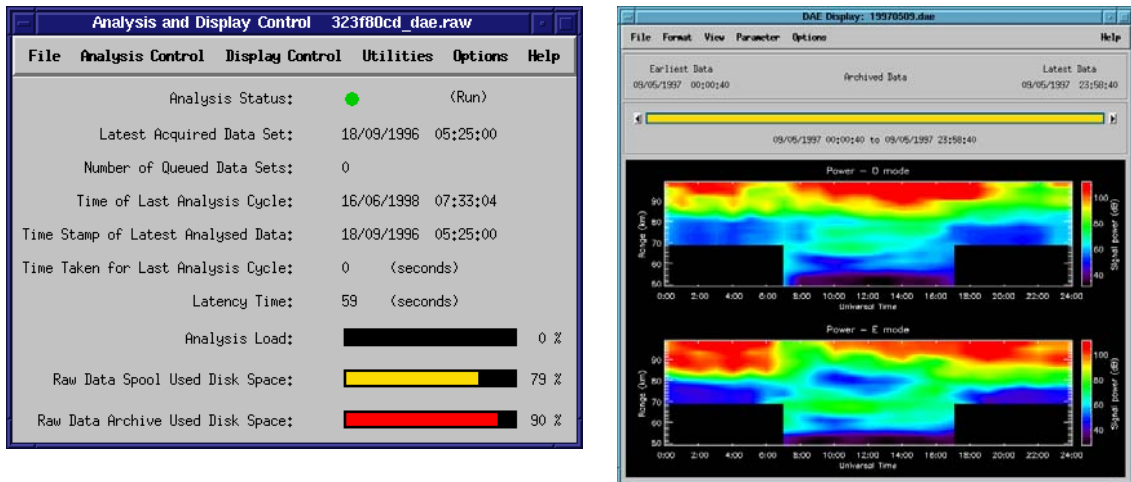 Analysis and Display Control 323f80cd_dae.raw
File Analysis Control Display Control Utilities Options Help
Analysis Status: (Run)
Latest Acquired Data Set: 18/09/1996 05:25:00
Number of Queued Data Sets: 0
Time of Last Analysis Cycle: 16/06/1998 07:33:04
Time Stamp of Latest Analysed Data: 18/09/1996 05:25:00
Time Taken for Last Analysis Cycle: 0 (seconds)
Latency Time: 59 (seconds)
Analysis Load: 0 %
Raw Data Spool Used Disk Space: 79 %
Raw Data Archive Used Disk Space: 90 %
DAE Display: 19970509.dae
File Format View Parameter Options Help
Earliest Data Archived Data Latest Data
09/05/1997 00:00:40 09/05/1997 23:58:40
09/05/1997 00:00:40 to 09/05/1997 23:58:40
Power - D mode
Range (km)
90
80
70
60
50
0:00 2:00 4:00 6:00 8:00 10:00 12:00 14:00 16:00 18:00 20:00 22:00 24:00
Universal Time
100
80
60
40
Signal power (dB)
Power - E mode
Range (km)
90
80
70
60
50
0:00 2:00 4:00 6:00 8:00 10:00 12:00 14:00 16:00 18:00 20:00 22:00 24:00
Universal Time
100
80
60
40
Signal power (dB)